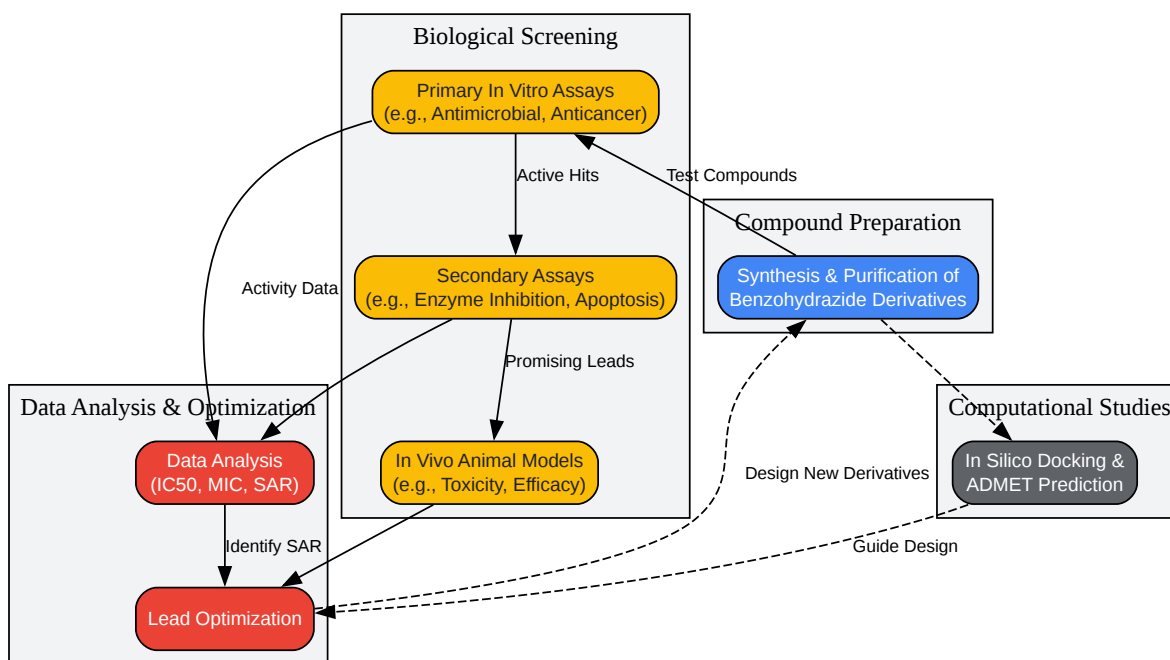 Biological Screening
Primary In Vitro Assays
(e.g., Antimicrobial, Anticancer)
Active Hits
Test Compounds
Compound Preparation
Secondary Assays
(e.g., Enzyme Inhibition, Apoptosis)
Synthesis & Purification of
Benzohydrazide Derivatives
Activity Data
Promising Leads
Data Analysis & Optimization
Computational Studies
Data Analysis
(IC50, MIC, SAR)
In Vivo Animal Models
(e.g., Toxicity, Efficacy)
Design New Derivatives
In Silico Docking &
ADMET Prediction
Identify SAR
Guide Design
Lead Optimization